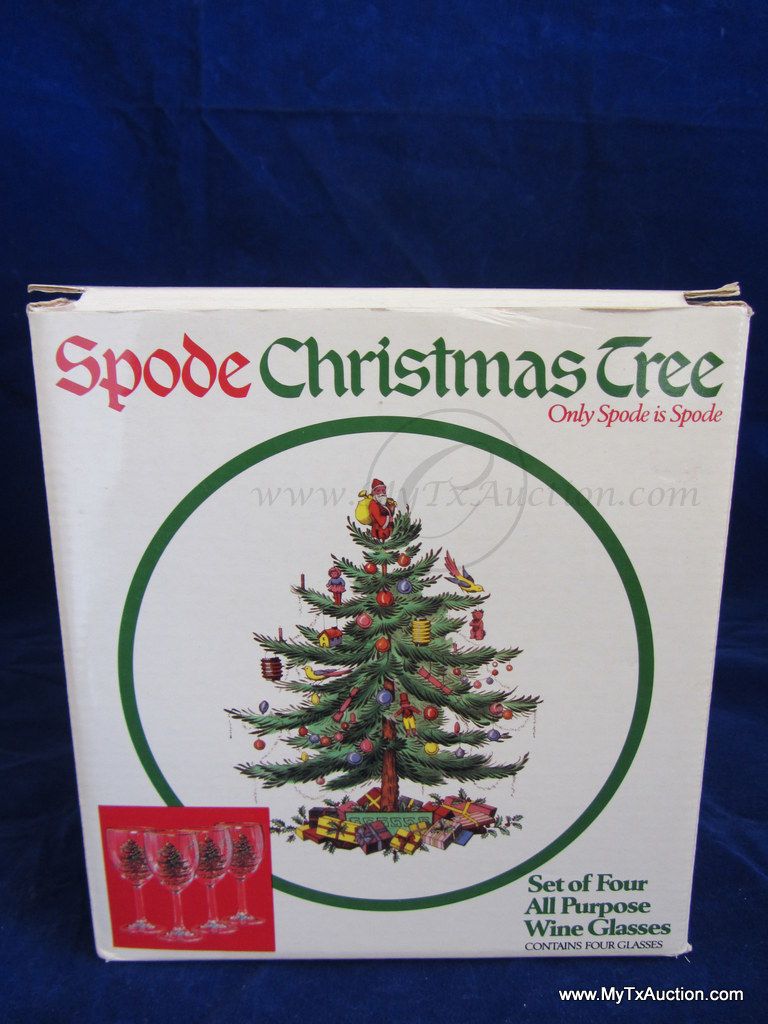 Spode Christmas Tree
Only Spode is Spode
www.MyTxAuction.com
Set of Four
All Purpose
Wine Glasses
CONTAINS FOUR GLASSES
www.MyTxAuction.com